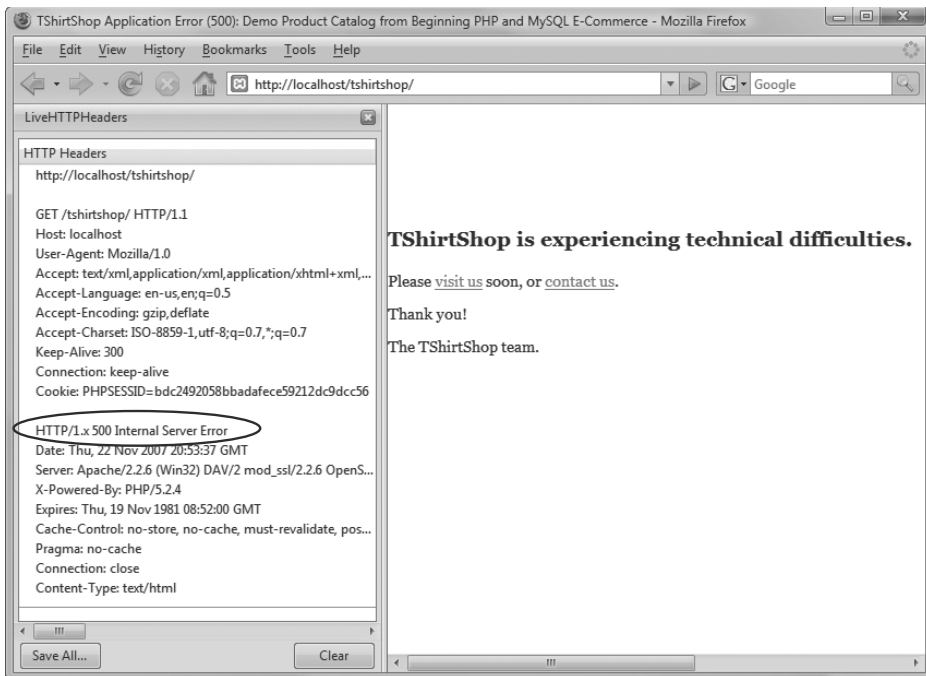 TShirtShop Application Error (500): Demo Product Catalog from Beginning PHP and MySQL E-Commerce - Mozilla Firefox
File Edit View History Bookmarks Tools Help
http://localhost/tshirtshop/
G Google
LiveHTTPHeaders
HTTP Headers
http://localhost/tshirtshop/
GET /tshirtshop/ HTTP/1.1
Host: localhost
User-Agent: Mozilla/1.0
Accept: text/xml,application/xml,application/xhtml+xml,...
Accept-Language: en-us,en;q=0.5
Accept-Encoding: gzip,deflate
Accept-Charset: ISO-8859-1,utf-8;q=0.7,*;q=0.7
Keep-Alive: 300
Connection: keep-alive
Cookie: PHPSESSID=bdc2492058bbadafece59212dc9dcc56
HTTP/1.x 500 Internal Server Error
Date: Thu, 22 Nov 2007 20:53:37 GMT
Server: Apache/2.2.6 (Win32) DAV/2 mod_ssl/2.2.6 OpenS...
X-Powered-By: PHP/5.2.4
Expires: Thu, 19 Nov 1981 08:52:00 GMT
Cache-Control: no-store, no-cache, must-revalidate, pos...
Pragma: no-cache
Connection: close
Content-Type: text/html
Save All...
Clear
TShirtShop is experiencing technical difficulties.
Please visit us soon, or contact us.
Thank you!
The TShirtShop team.